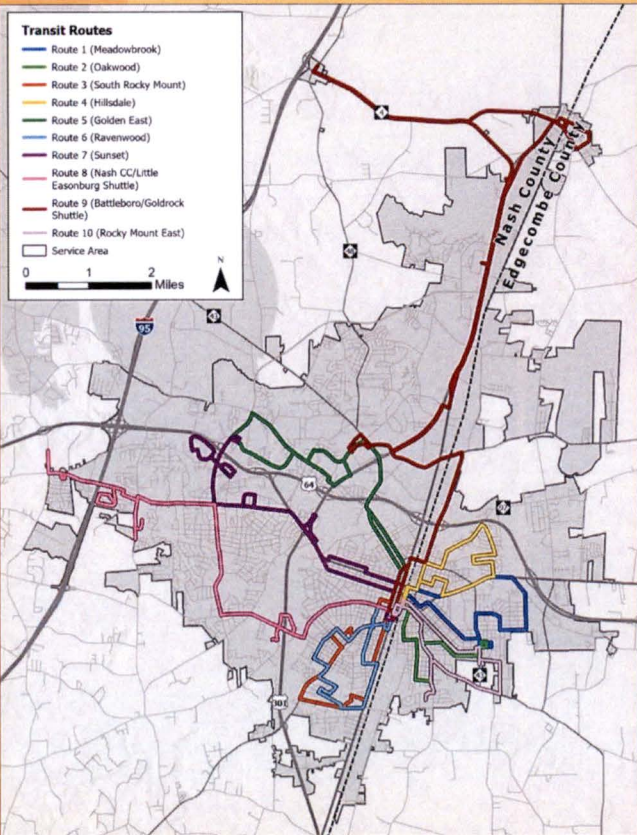 Transit Routes
Route 1 (Meadowbrook)
Route 2 (Oakwood)
Route 3 (South Rocky Mount)
Route 4 (Hillsdale)
Route 5 (Golden East)
Route 6 (Ravenwood)
Route 7 (Sunset)
Route 8 (Nash CC/Little
Easonburg Shuttle)
Route 9 (Battleboro/Goldrock
Shuttle)
Route 10 (Rocky Mount East)
Service Area
0 1 2
Miles
N
4
Nash County
Edgecombe County
95
64
301